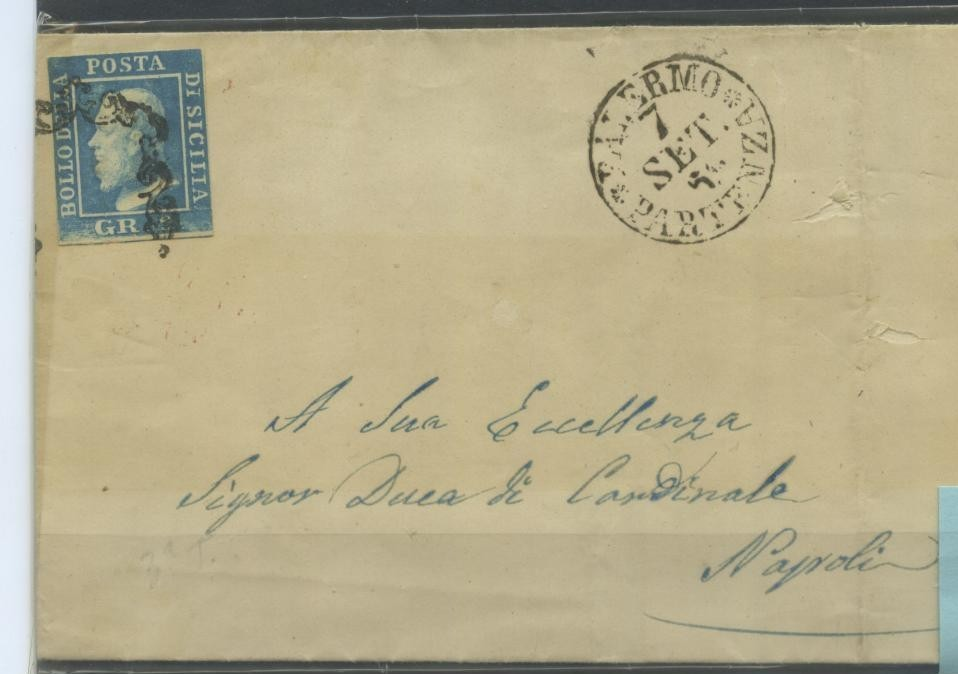 POSTA
BOLLO DELLA
DI SICILIA
GR
PALERMO
7
SET.
PARTENZA
A Sua Eccellenza
Signor Duca di Cardinale
Napoli